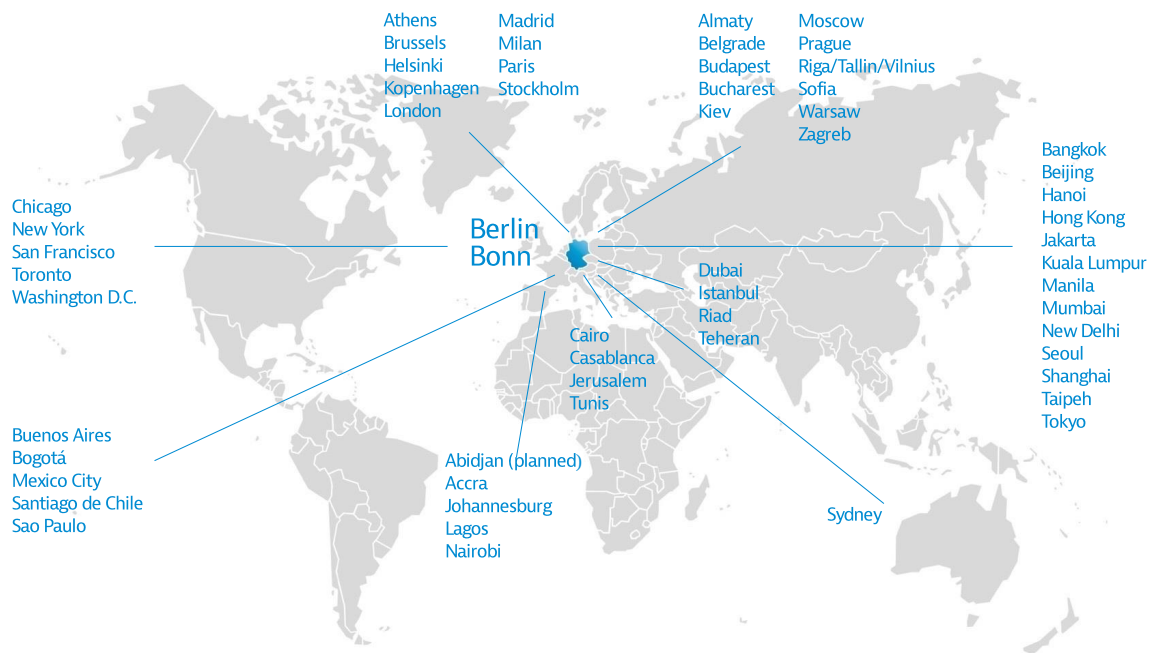 Athens
Brussels
Helsinki
Kopenhagen
London
Madrid
Milan
Paris
Stockholm
Almaty
Belgrade
Budapest
Bucharest
Kiev
Moscow
Prague
Riga/Tallin/Vilnius
Sofia
Warsaw
Zagreb
Bangkok
Beijing
Hanoi
Hong Kong
Jakarta
Kuala Lumpur
Manila
Mumbai
New Delhi
Seoul
Shanghai
Taipeh
Tokyo
Chicago
New York
San Francisco
Toronto
Washington D.C.
Berlin
Bonn
Dubai
Istanbul
Riad
Teheran
Cairo
Casablanca
Jerusalem
Tunis
Buenos Aires
Bogotá
Mexico City
Santiago de Chile
Sao Paulo
Abidjan (planned)
Accra
Johannesburg
Lagos
Nairobi
Sydney